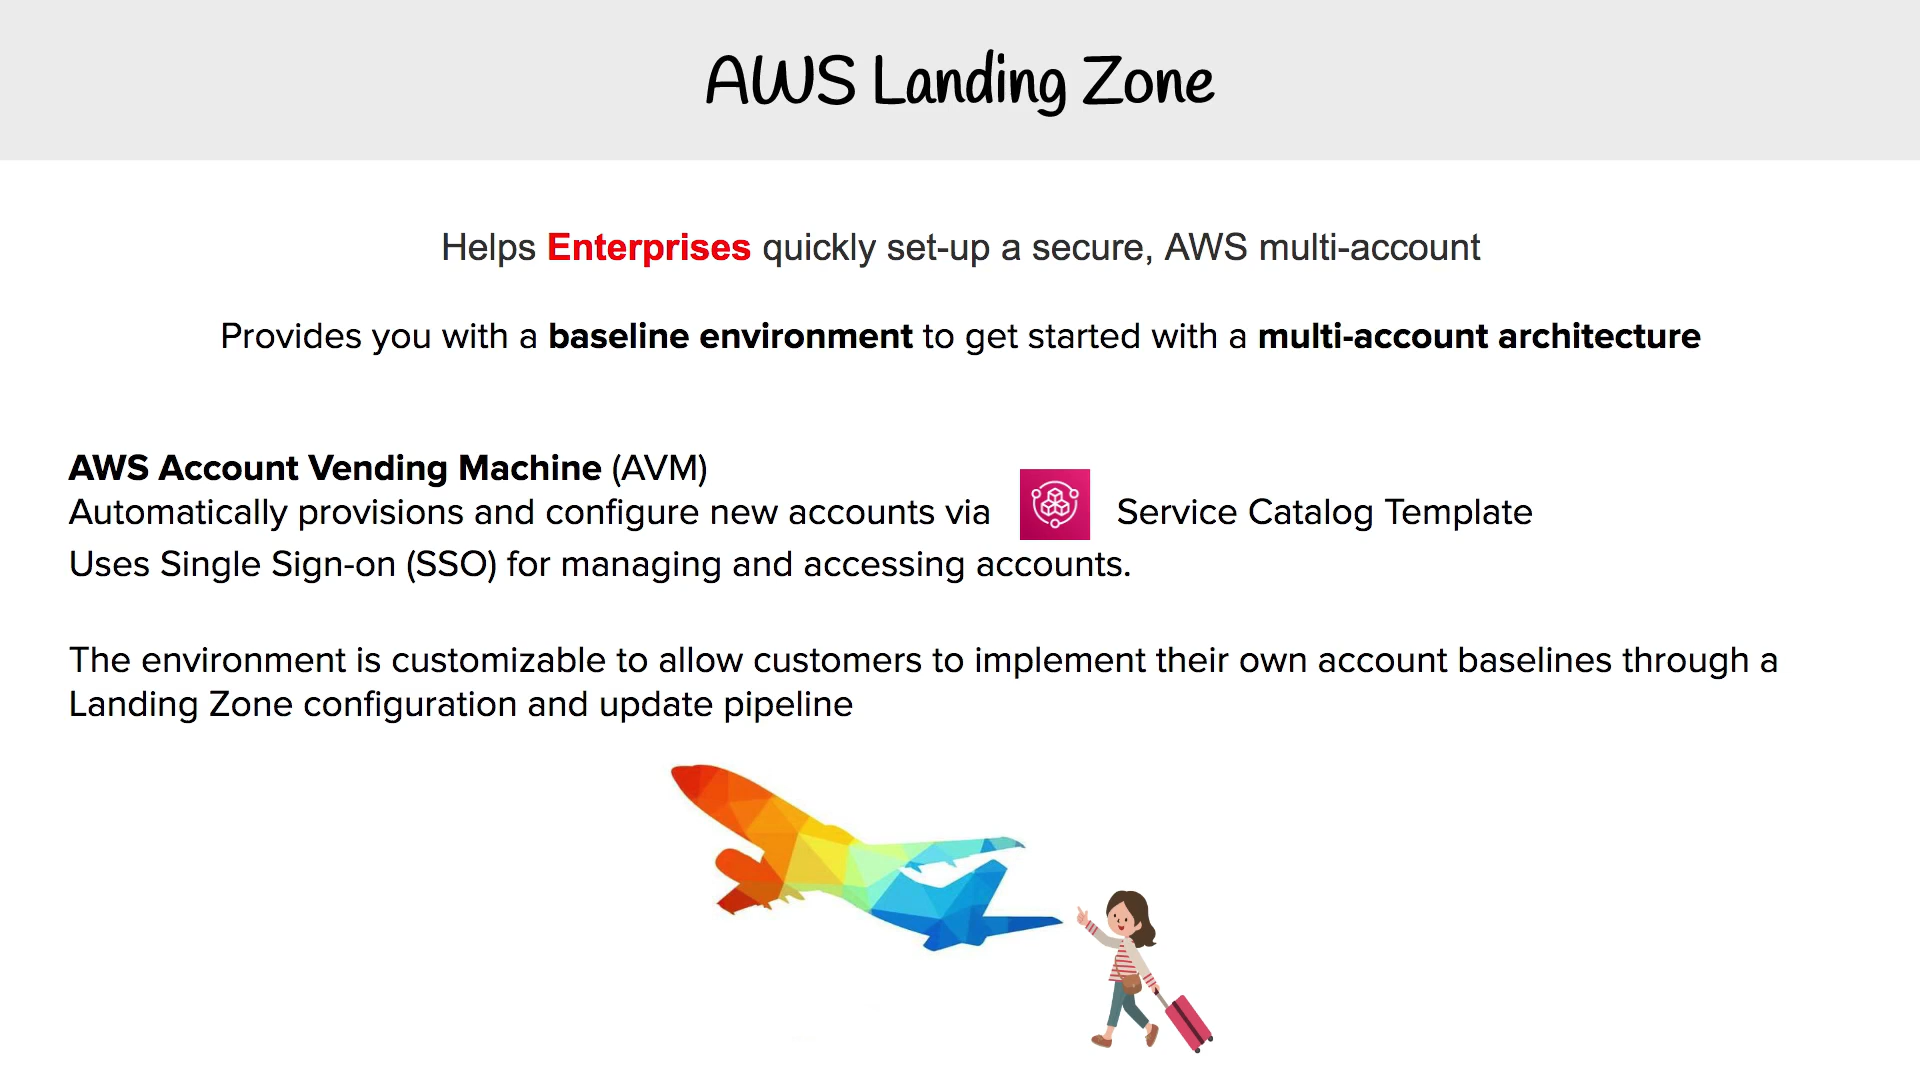 AWS Landing Zone
Helps Enterprises quickly set-up a secure, AWS multi-account
Provides you with a baseline environment to get started with a multi-account architecture
AWS Account Vending Machine (AVM)
Automatically provisions and configure new accounts via Service Catalog Template
Uses Single Sign-on (SSO) for managing and accessing accounts.
The environment is customizable to allow customers to implement their own account baselines through a
Landing Zone configuration and update pipeline